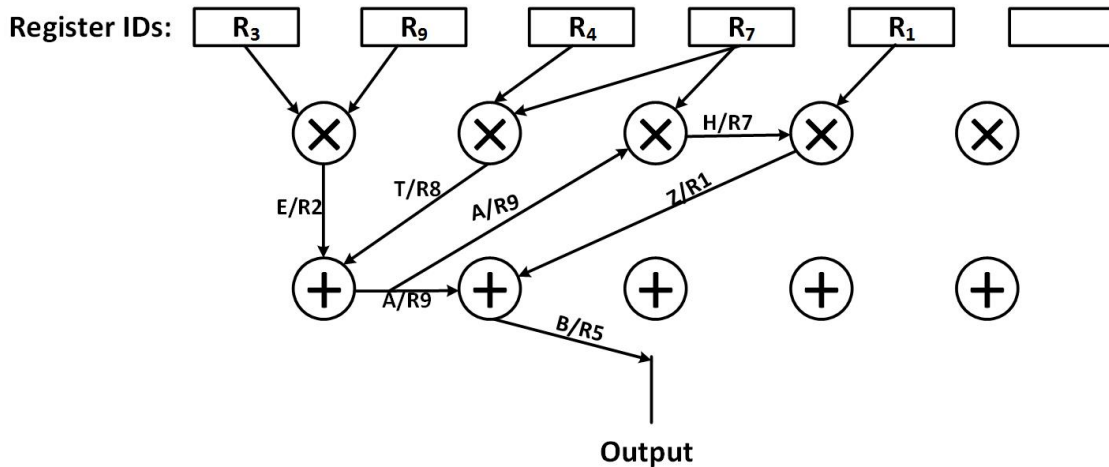 Register IDs: R3 R9 R4 R7 R1
H/R7
E/R2 T/R8 A/R9 Z/R1
A/R9
B/R5
Output